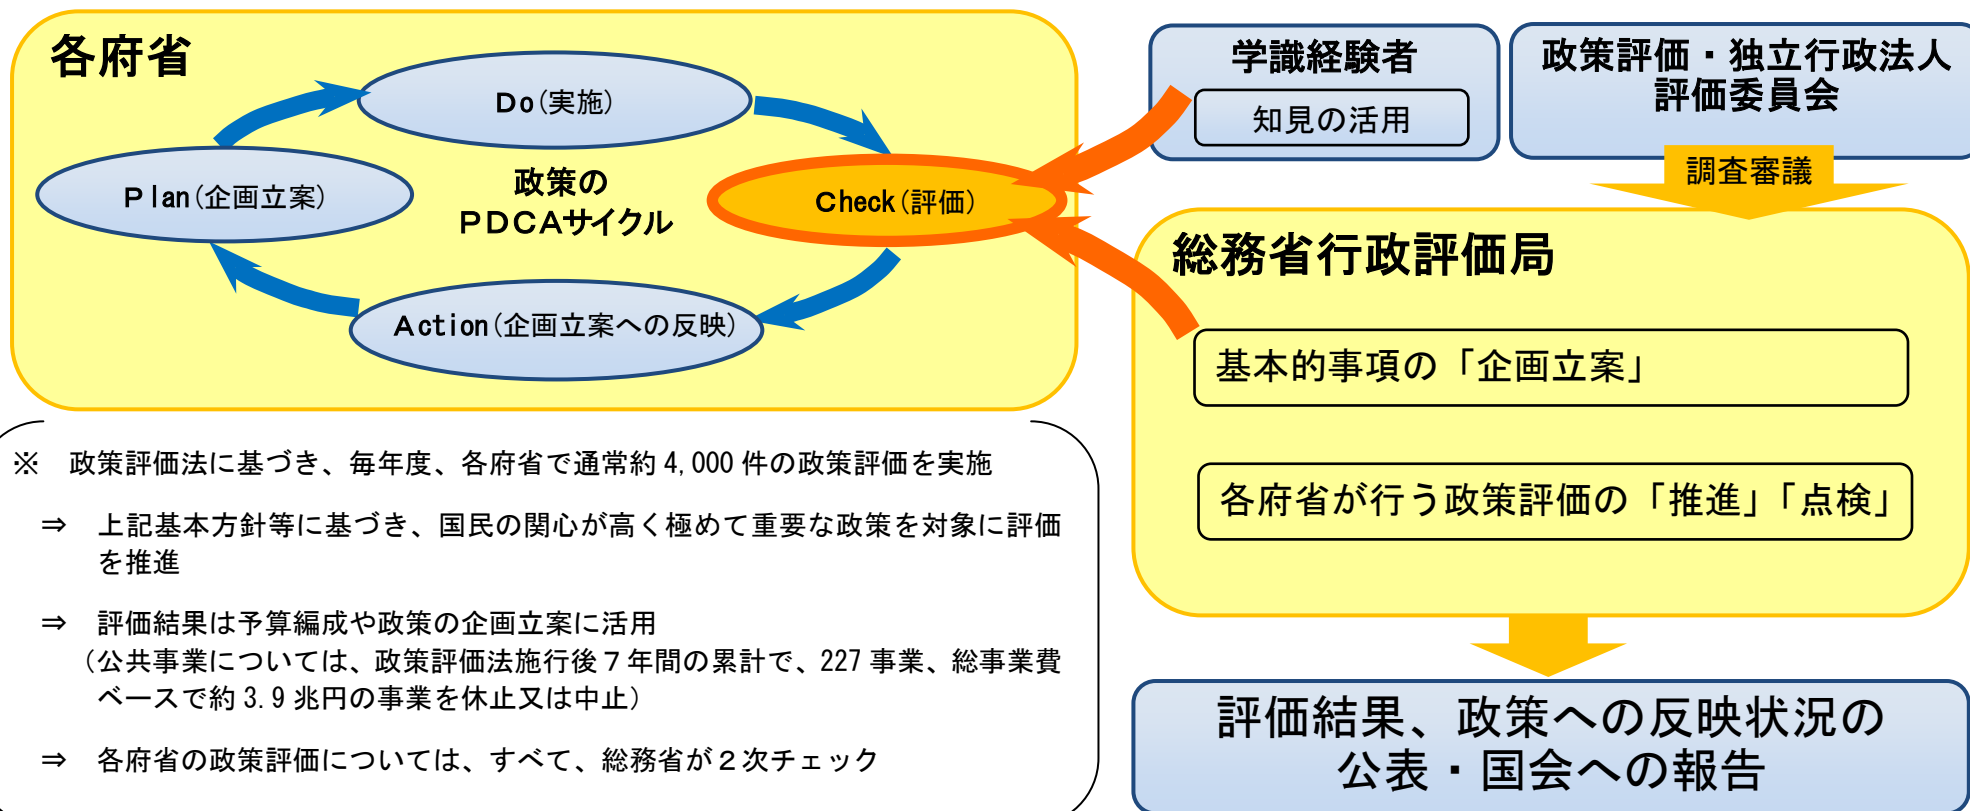 各府省
Do(実施)
Plan(企画立案)
政策の
PDCAサイクル
Check(評価)
Action(企画立案への反映)
学識経験者
知見の活用
政策評価・独立行政法人
評価委員会
調査審議
総務省行政評価局
基本的事項の「企画立案」
各府省が行う政策評価の「推進」「点検」
評価結果、政策への反映状況の
公表・国会への報告
※ 政策評価法に基づき、毎年度、各府省で通常約4,000件の政策評価を実施
⇒ 上記基本方針等に基づき、国民の関心が高く極めて重要な政策を対象に評価
を推進
⇒ 評価結果は予算編成や政策の企画立案に活用
（公共事業については、政策評価法施行後７年間の累計で、227事業、総事業費
ベースで約3.9兆円の事業を休止又は中止）
⇒ 各府省の政策評価については、すべて、総務省が２次チェック